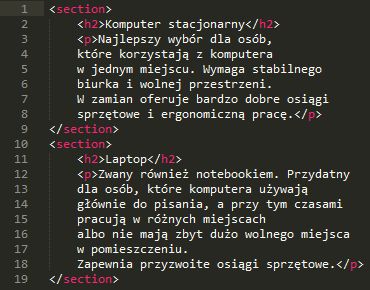 1 <section>
2 <h2>Komputer stacjonarny</h2>
3 <p>Najlepszy wybór dla osób,
4 które korzystają z komputera
5 w jednym miejscu. Wymaga stabilnego
6 biurka i wolnej przestrzeni.
7 W zamian oferuje bardzo dobre osiągi
8 sprzętowe i ergonomiczną pracę.</p>
9 </section>
10 <section>
11 <h2>Laptop</h2>
12 <p>Zwany również notebookiem. Przydatny
13 dla osób, które komputera używają
14 głównie do pisania, a przy tym czasami
15 pracują w różnych miejscach
16 albo nie mają zbyt dużo wolnego miejsca
17 w pomieszczeniu.
18 Zapewnia przyzwoite osiągi sprzętowe.</p>
19 </section>